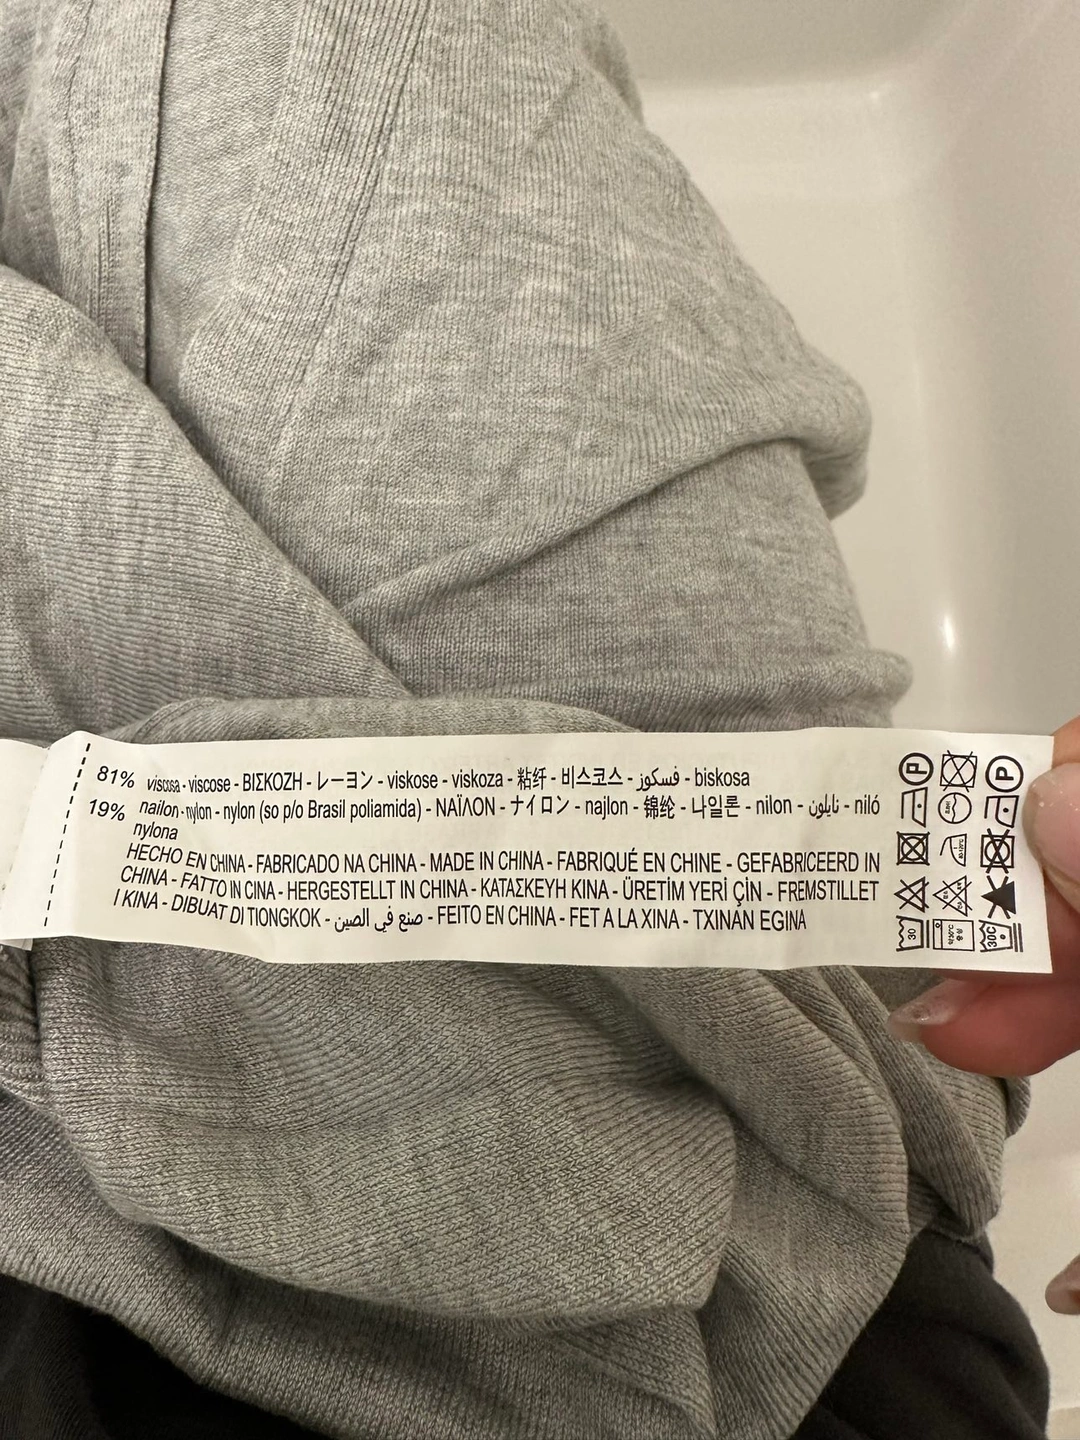 81% viscosa - viscose - ΒΙΣΚΟΖΗ - レーヨン - viskose - viskoza - 粘纤 - 비스코스 - فسكوز - biskosa
19% nailon - nylon - nylon (so p/o Brasil poliamida) - ΝΑΪΛΟΝ - ナイロン - najlon - 锦纶 - 나일론 - nilon - نايلون - niló
nylona
HECHO EN CHINA - FABRICADO NA CHINA - MADE IN CHINA - FABRIQUÉ EN CHINE - GEFABRICEERD IN
CHINA - FATTO IN CINA - HERGESTELLT IN CHINA - ΚΑΤΑΣΚΕΥΗ ΚΙΝΑ - ÜRETİM YERİ ÇİN - FREMSTILLET
I KINA - DIBUAT DI TIONGKOK - صنع في الصين - FEITO EN CHINA - FET A LA XINA - TXINAN EGINA
P P
30 30C